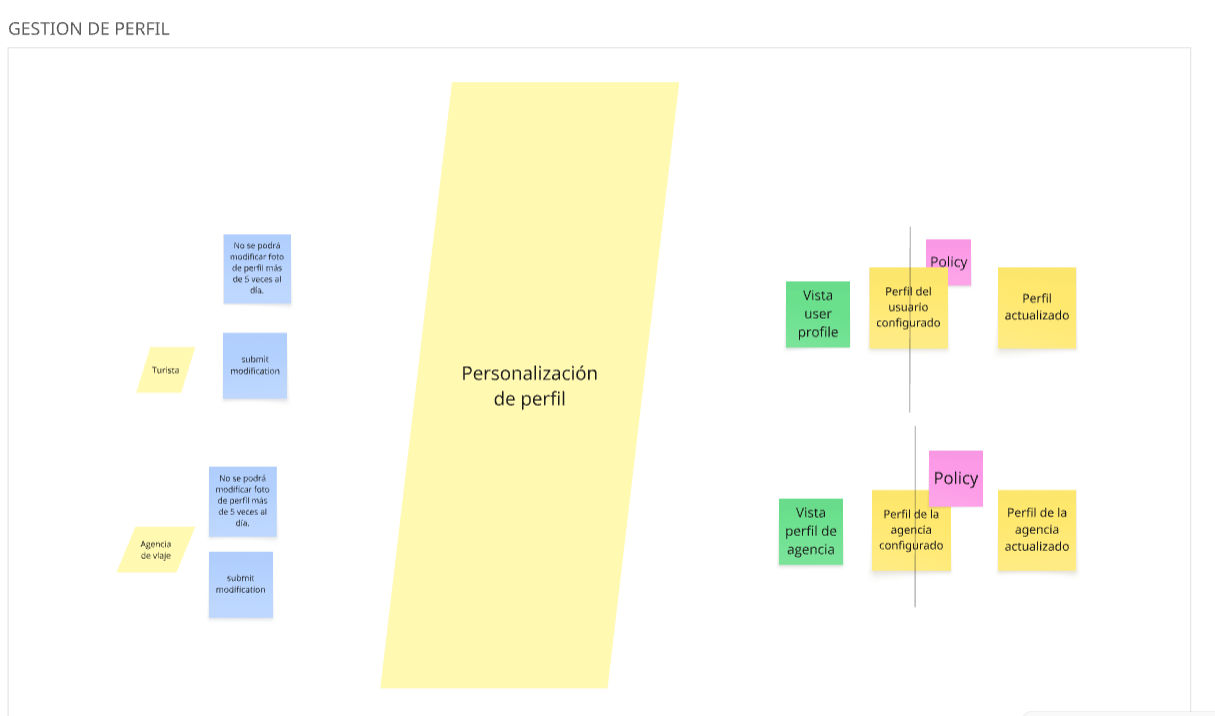 GESTION DE PERFIL
No se podrá
modificar foto
de perfil más
de 5 veces al
día.
Turista
submit
modification
No se podrá
modificar foto
de perfil más
de 5 veces al
día.
Agencia
de viaje
submit
modification
Personalización
de perfil
Policy
Vista
user
profile
Perfil del
usuario
configurado
Perfil
actualizado
Policy
Vista
perfil de
agencia
Perfil de la
agencia
configurado
Perfil de la
agencia
actualizado